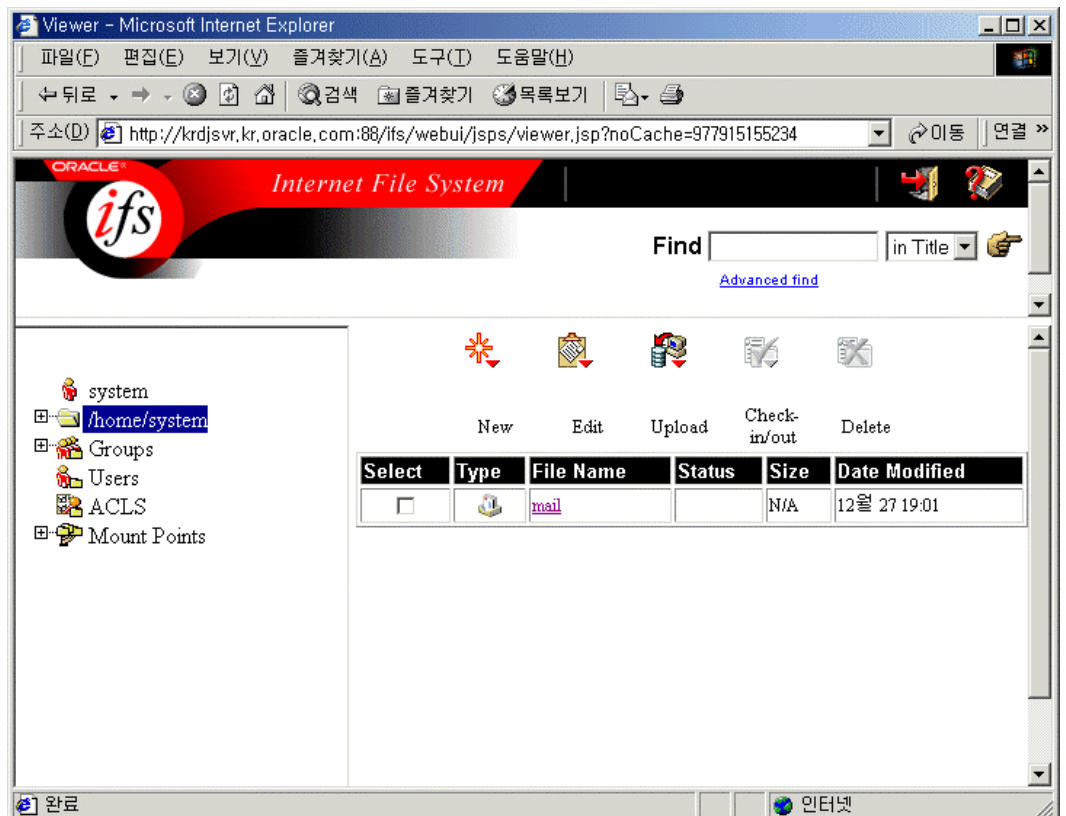 Viewer - Microsoft Internet Explorer
파일(F) 편집(E) 보기(V) 즐겨찾기(A) 도구(T) 도움말(H)
뒤로 검색 즐겨찾기 목록보기
주소(D) http://krdjsvr.kr.oracle.com:88/ifs/webui/jsps/viewer.jsp?noCache=977915155234 이동 연결 »
ORACLE
ifs
Internet File System
Find in Title
Advanced find
system
/home/system
Groups
Users
ACLS
Mount Points
New Edit Upload Check-in/out Delete
Select Type File Name Status Size Date Modified
mail N/A 12월 27 19:01
완료 인터넷